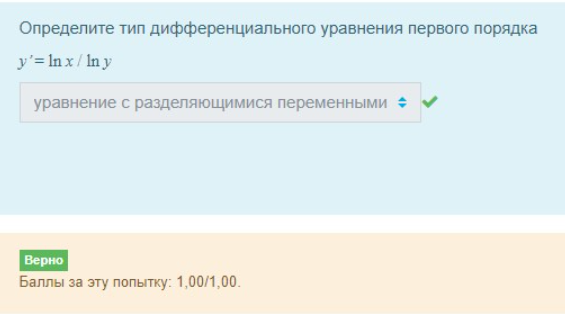 Определите тип дифференциального уравнения первого порядка
y′= ln x / ln y
уравнение с разделяющимися переменными
Верно
Баллы за эту попытку: 1,00/1,00.